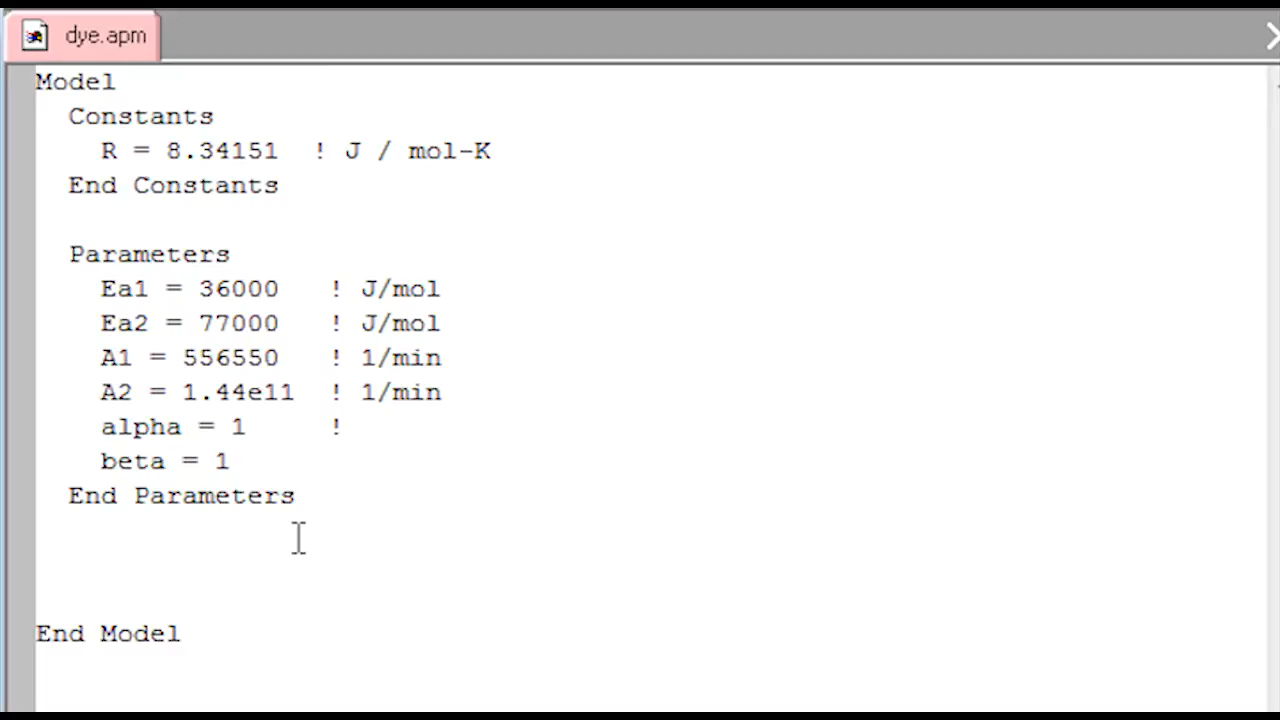 dye.apm
Model
Constants
R = 8.34151 ! J / mol-K
End Constants
Parameters
Ea1 = 36000 ! J/mol
Ea2 = 77000 ! J/mol
A1 = 556550 ! 1/min
A2 = 1.44e11 ! 1/min
alpha = 1 !
beta = 1
End Parameters
End Model